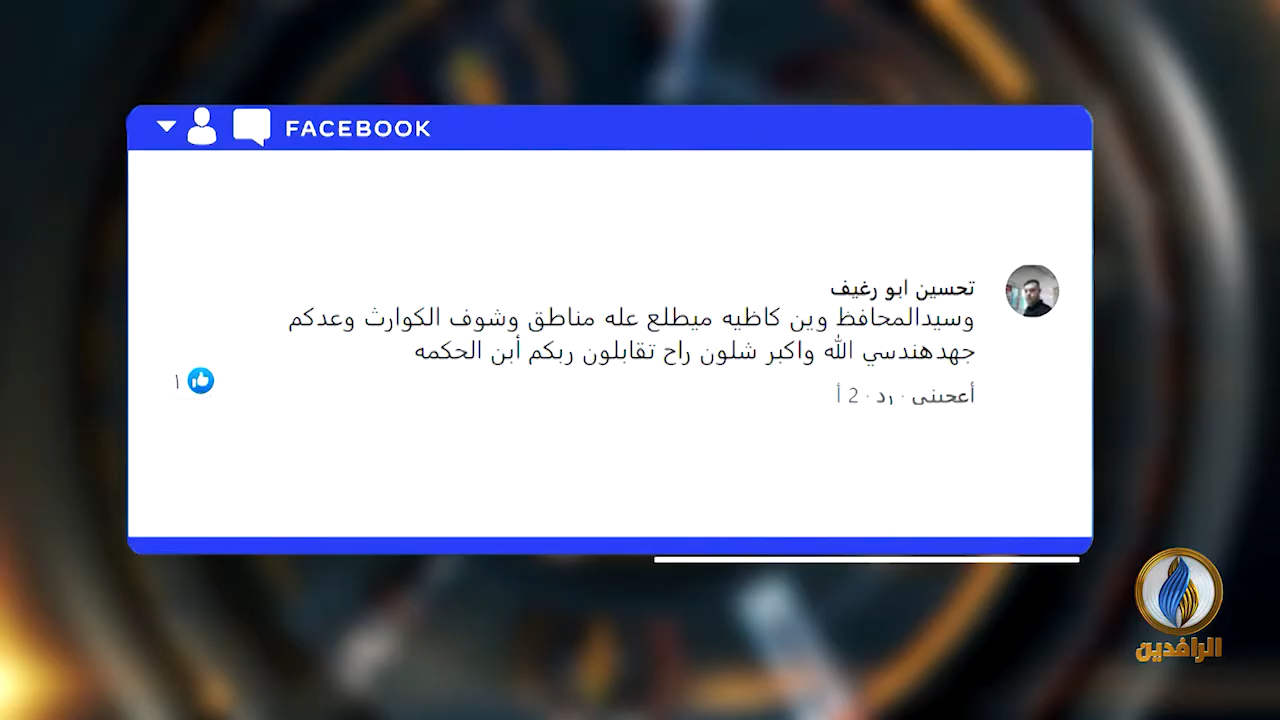 FACEBOOK
تحسين ابو رغيف
وسيدالمحافظ وين كاظيه ميطلع عله مناطق وشوف الكوارث وعدكم
جهدهندسي الله واكبر شلون راح تقابلون ربكم أبن الحكمه
أعجبني · رد · 2 أ
١
الرافدين